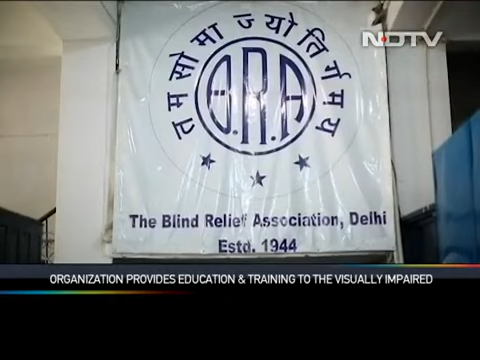 तमसो मा ज्योतिर्गमय
NDTV
B.R.A
The Blind Relief Association, Delhi
Estd. 1944
ORGANIZATION PROVIDES EDUCATION & TRAINING TO THE VISUALLY IMPAIRED